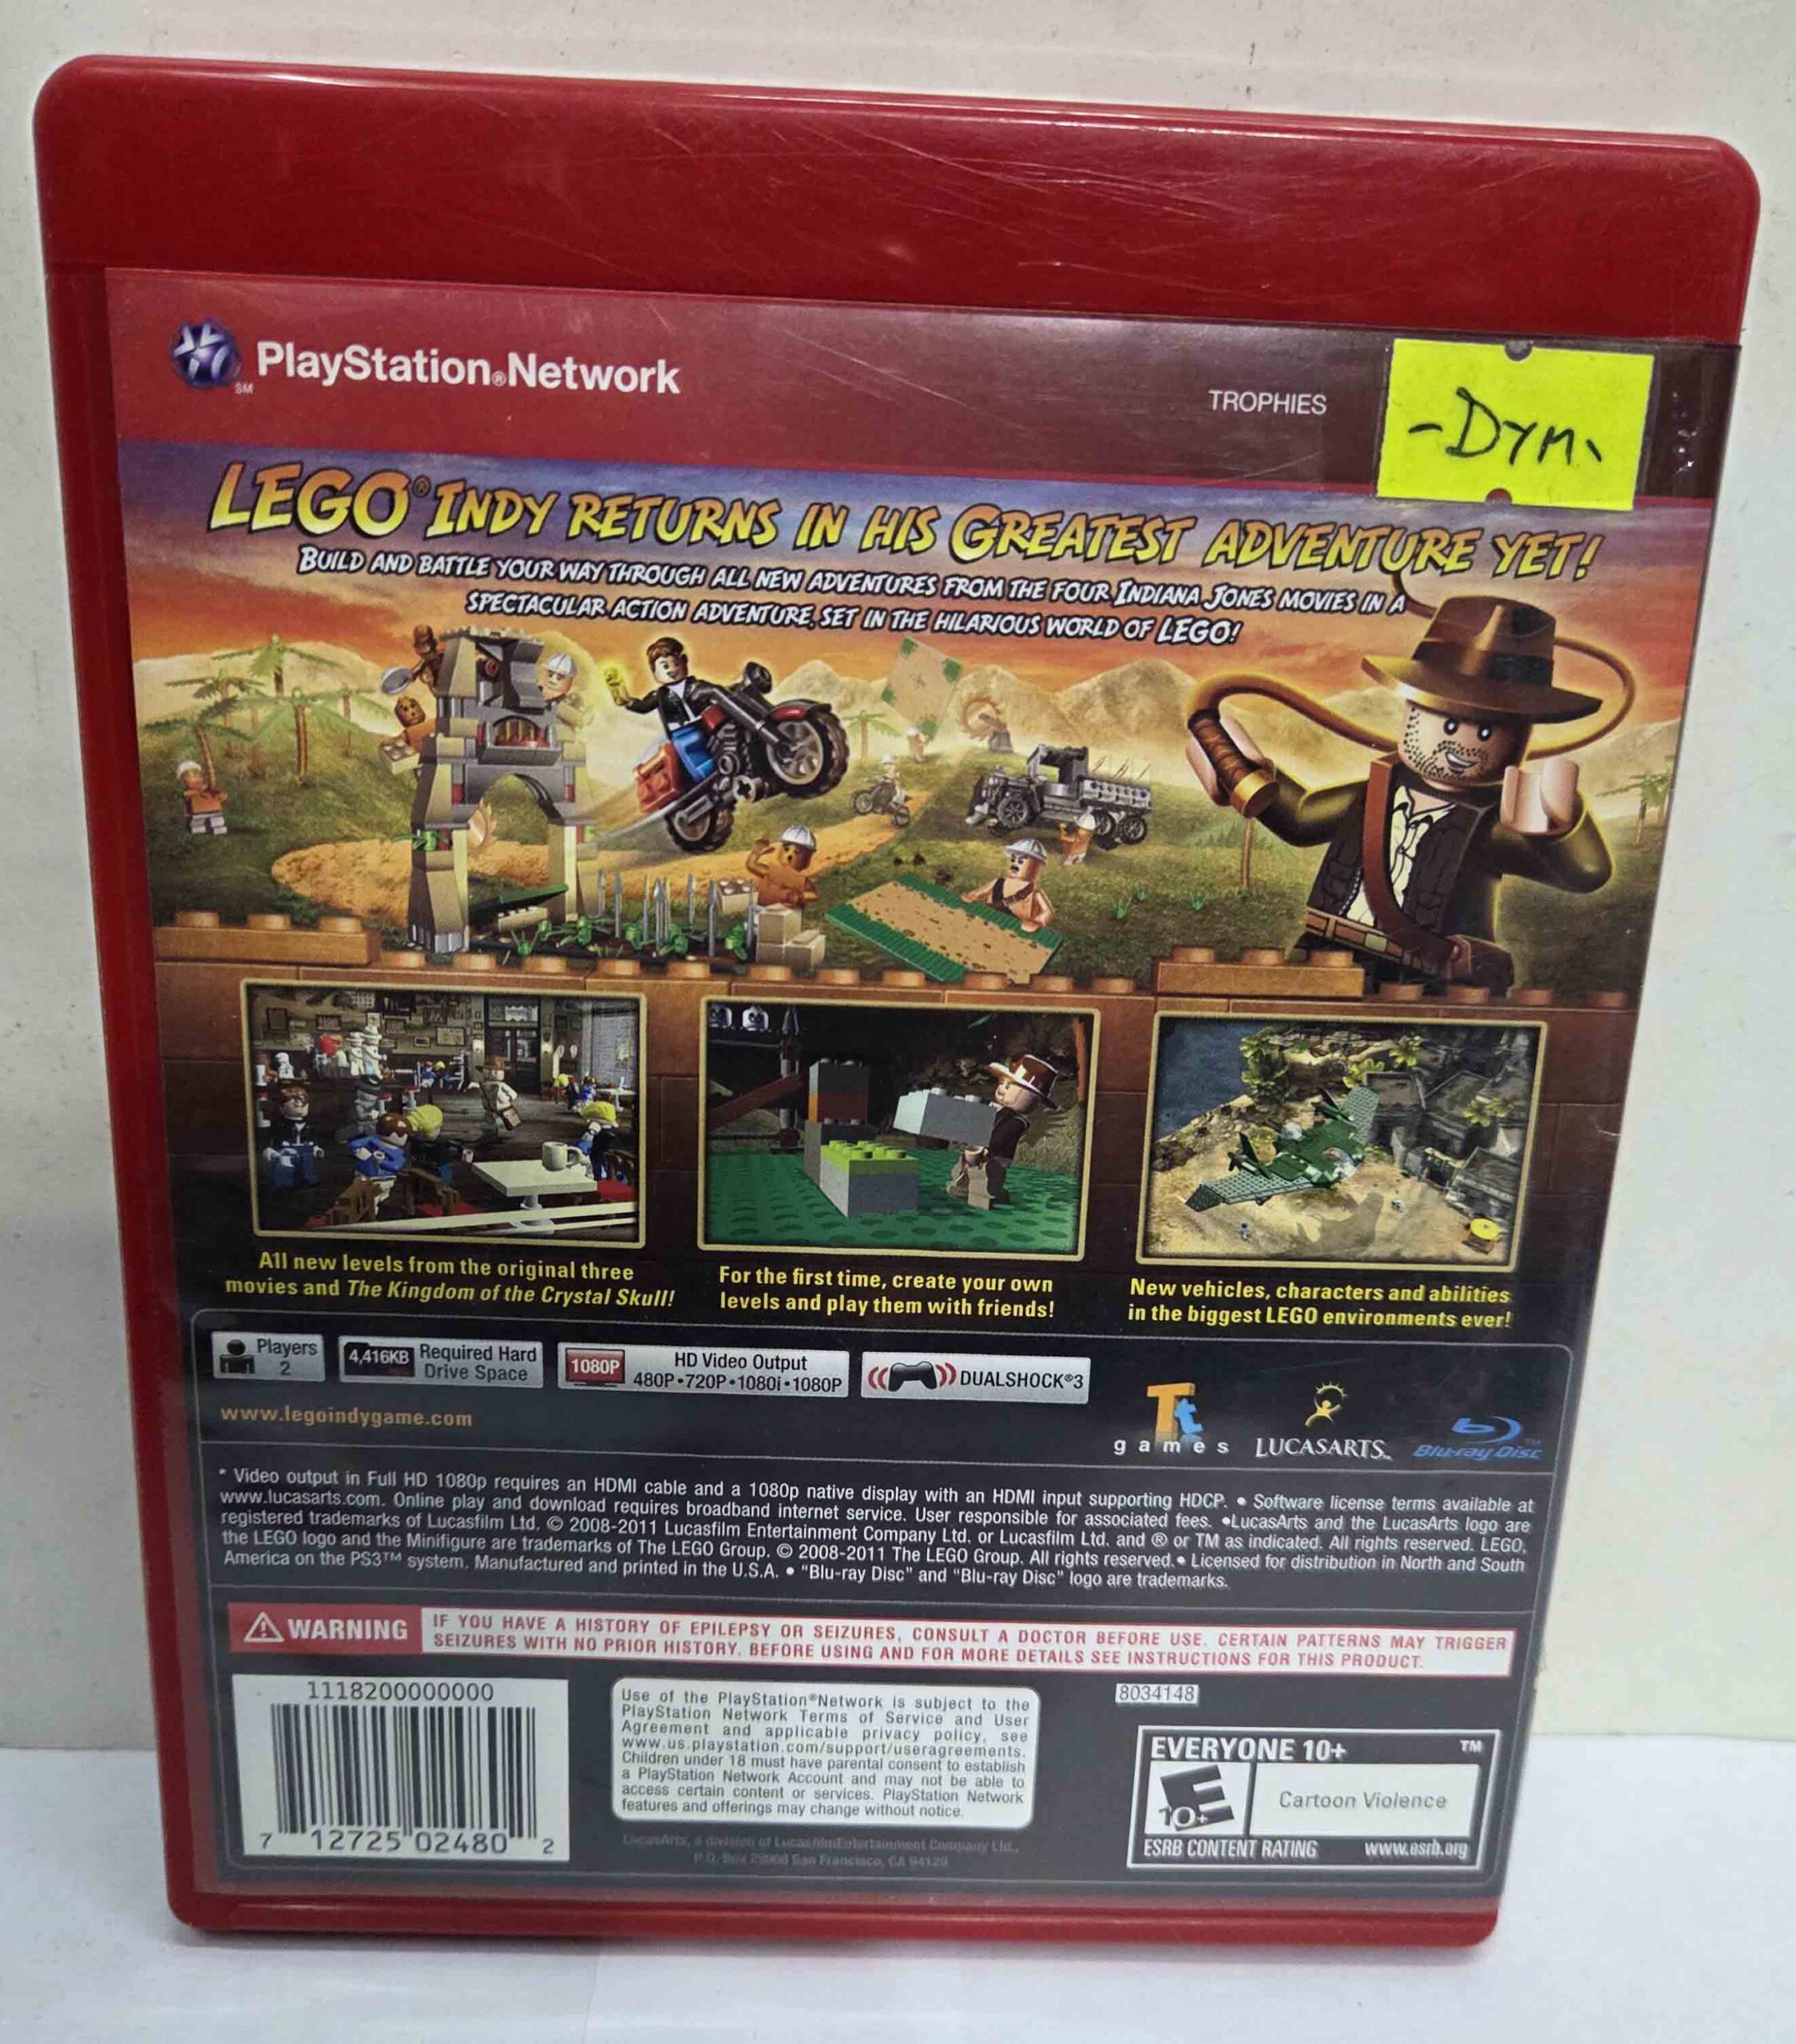 PlayStation®Network
SM
TROPHIES
-DYM-
LEGO® INDY RETURNS IN HIS GREATEST ADVENTURE YET!
BUILD AND BATTLE YOUR WAY THROUGH ALL NEW ADVENTURES FROM THE FOUR INDIANA JONES MOVIES IN A
SPECTACULAR ACTION ADVENTURE, SET IN THE HILARIOUS WORLD OF LEGO!
All new levels from the original three
movies and The Kingdom of the Crystal Skull!
For the first time, create your own
levels and play them with friends!
New vehicles, characters and abilities
in the biggest LEGO environments ever!
Players
2
4,416KB
Required Hard
Drive Space
1080P
HD Video Output
480P•720P•1080i•1080P
DUALSHOCK®3
www.legoindygame.com
Tt
games
LUCASARTS™
Blu-ray Disc™
* Video output in Full HD 1080p requires an HDMI cable and a 1080p native display with an HDMI input supporting HDCP. • Software license terms available at
www.lucasarts.com. Online play and download requires broadband internet service. User responsible for associated fees. •LucasArts and the LucasArts logo are
registered trademarks of Lucasfilm Ltd. © 2008-2011 Lucasfilm Entertainment Company Ltd. or Lucasfilm Ltd. and ® or TM as indicated. All rights reserved. LEGO,
the LEGO logo and the Minifigure are trademarks of The LEGO Group. © 2008-2011 The LEGO Group. All rights reserved.• Licensed for distribution in North and South
America on the PS3™ system. Manufactured and printed in the U.S.A. • "Blu-ray Disc" and "Blu-ray Disc" logo are trademarks.
WARNING
IF YOU HAVE A HISTORY OF EPILEPSY OR SEIZURES, CONSULT A DOCTOR BEFORE USE. CERTAIN PATTERNS MAY TRIGGER
SEIZURES WITH NO PRIOR HISTORY. BEFORE USING AND FOR MORE DETAILS SEE INSTRUCTIONS FOR THIS PRODUCT.
1118200000000
7 12725 02480 2
Use of the PlayStation®Network is subject to the
PlayStation Network Terms of Service and User
Agreement and applicable privacy policy, see
www.us.playstation.com/support/useragreements.
Children under 18 must have parental consent to establish
a PlayStation Network Account and may not be able to
access certain content or services. PlayStation Network
features and offerings may change without notice.
LucasArts, a division of LucasfilmEntertainment Company Ltd.,
P.O. Box San Francisco, CA 94129
8034148
EVERYONE 10+
TM
E
10+
Cartoon Violence
ESRB CONTENT RATING
www.esrb.org